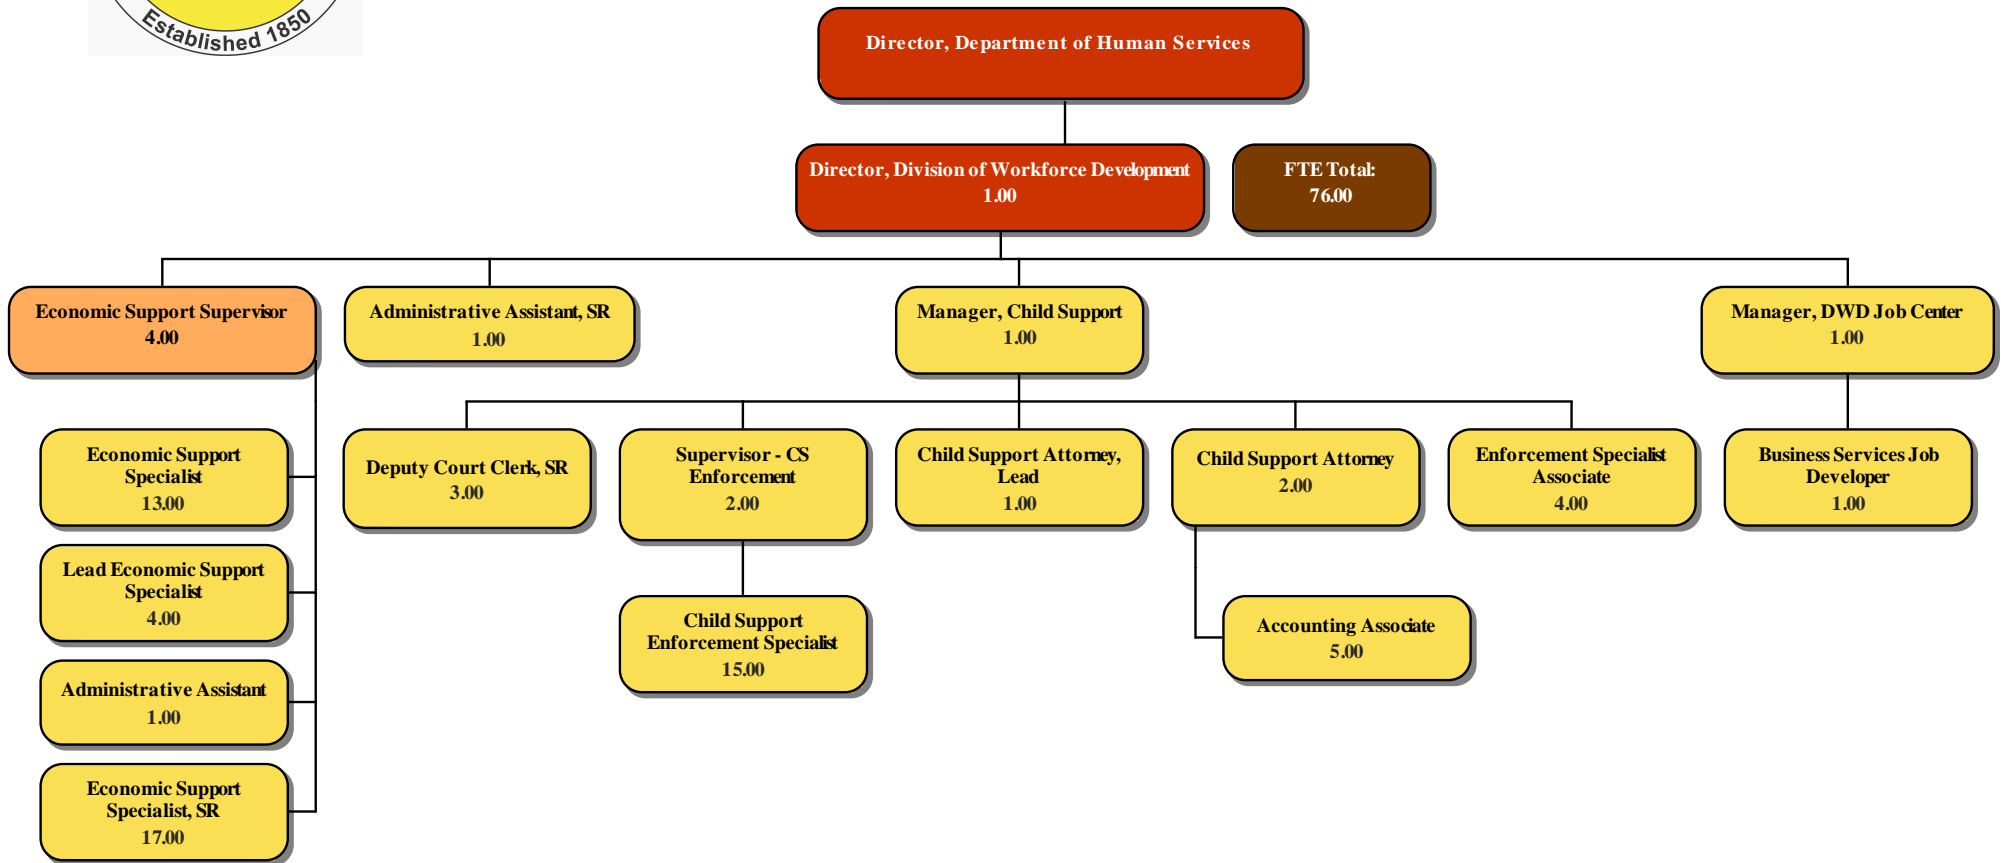 Established 1850
Director, Department of Human Services
Director, Division of Workforce Development
1.00
FTE Total:
76.00
Economic Support Supervisor
4.00
Administrative Assistant, SR
1.00
Manager, Child Support
1.00
Manager, DWD Job Center
1.00
Economic Support
Specialist
13.00
Lead Economic Support
Specialist
4.00
Administrative Assistant
1.00
Economic Support
Specialist, SR
17.00
Deputy Court Clerk, SR
3.00
Supervisor - CS
Enforcement
2.00
Child Support
Enforcement Specialist
15.00
Child Support Attorney,
Lead
1.00
Child Support Attorney
2.00
Accounting Associate
5.00
Enforcement Specialist
Associate
4.00
Business Services Job
Developer
1.00